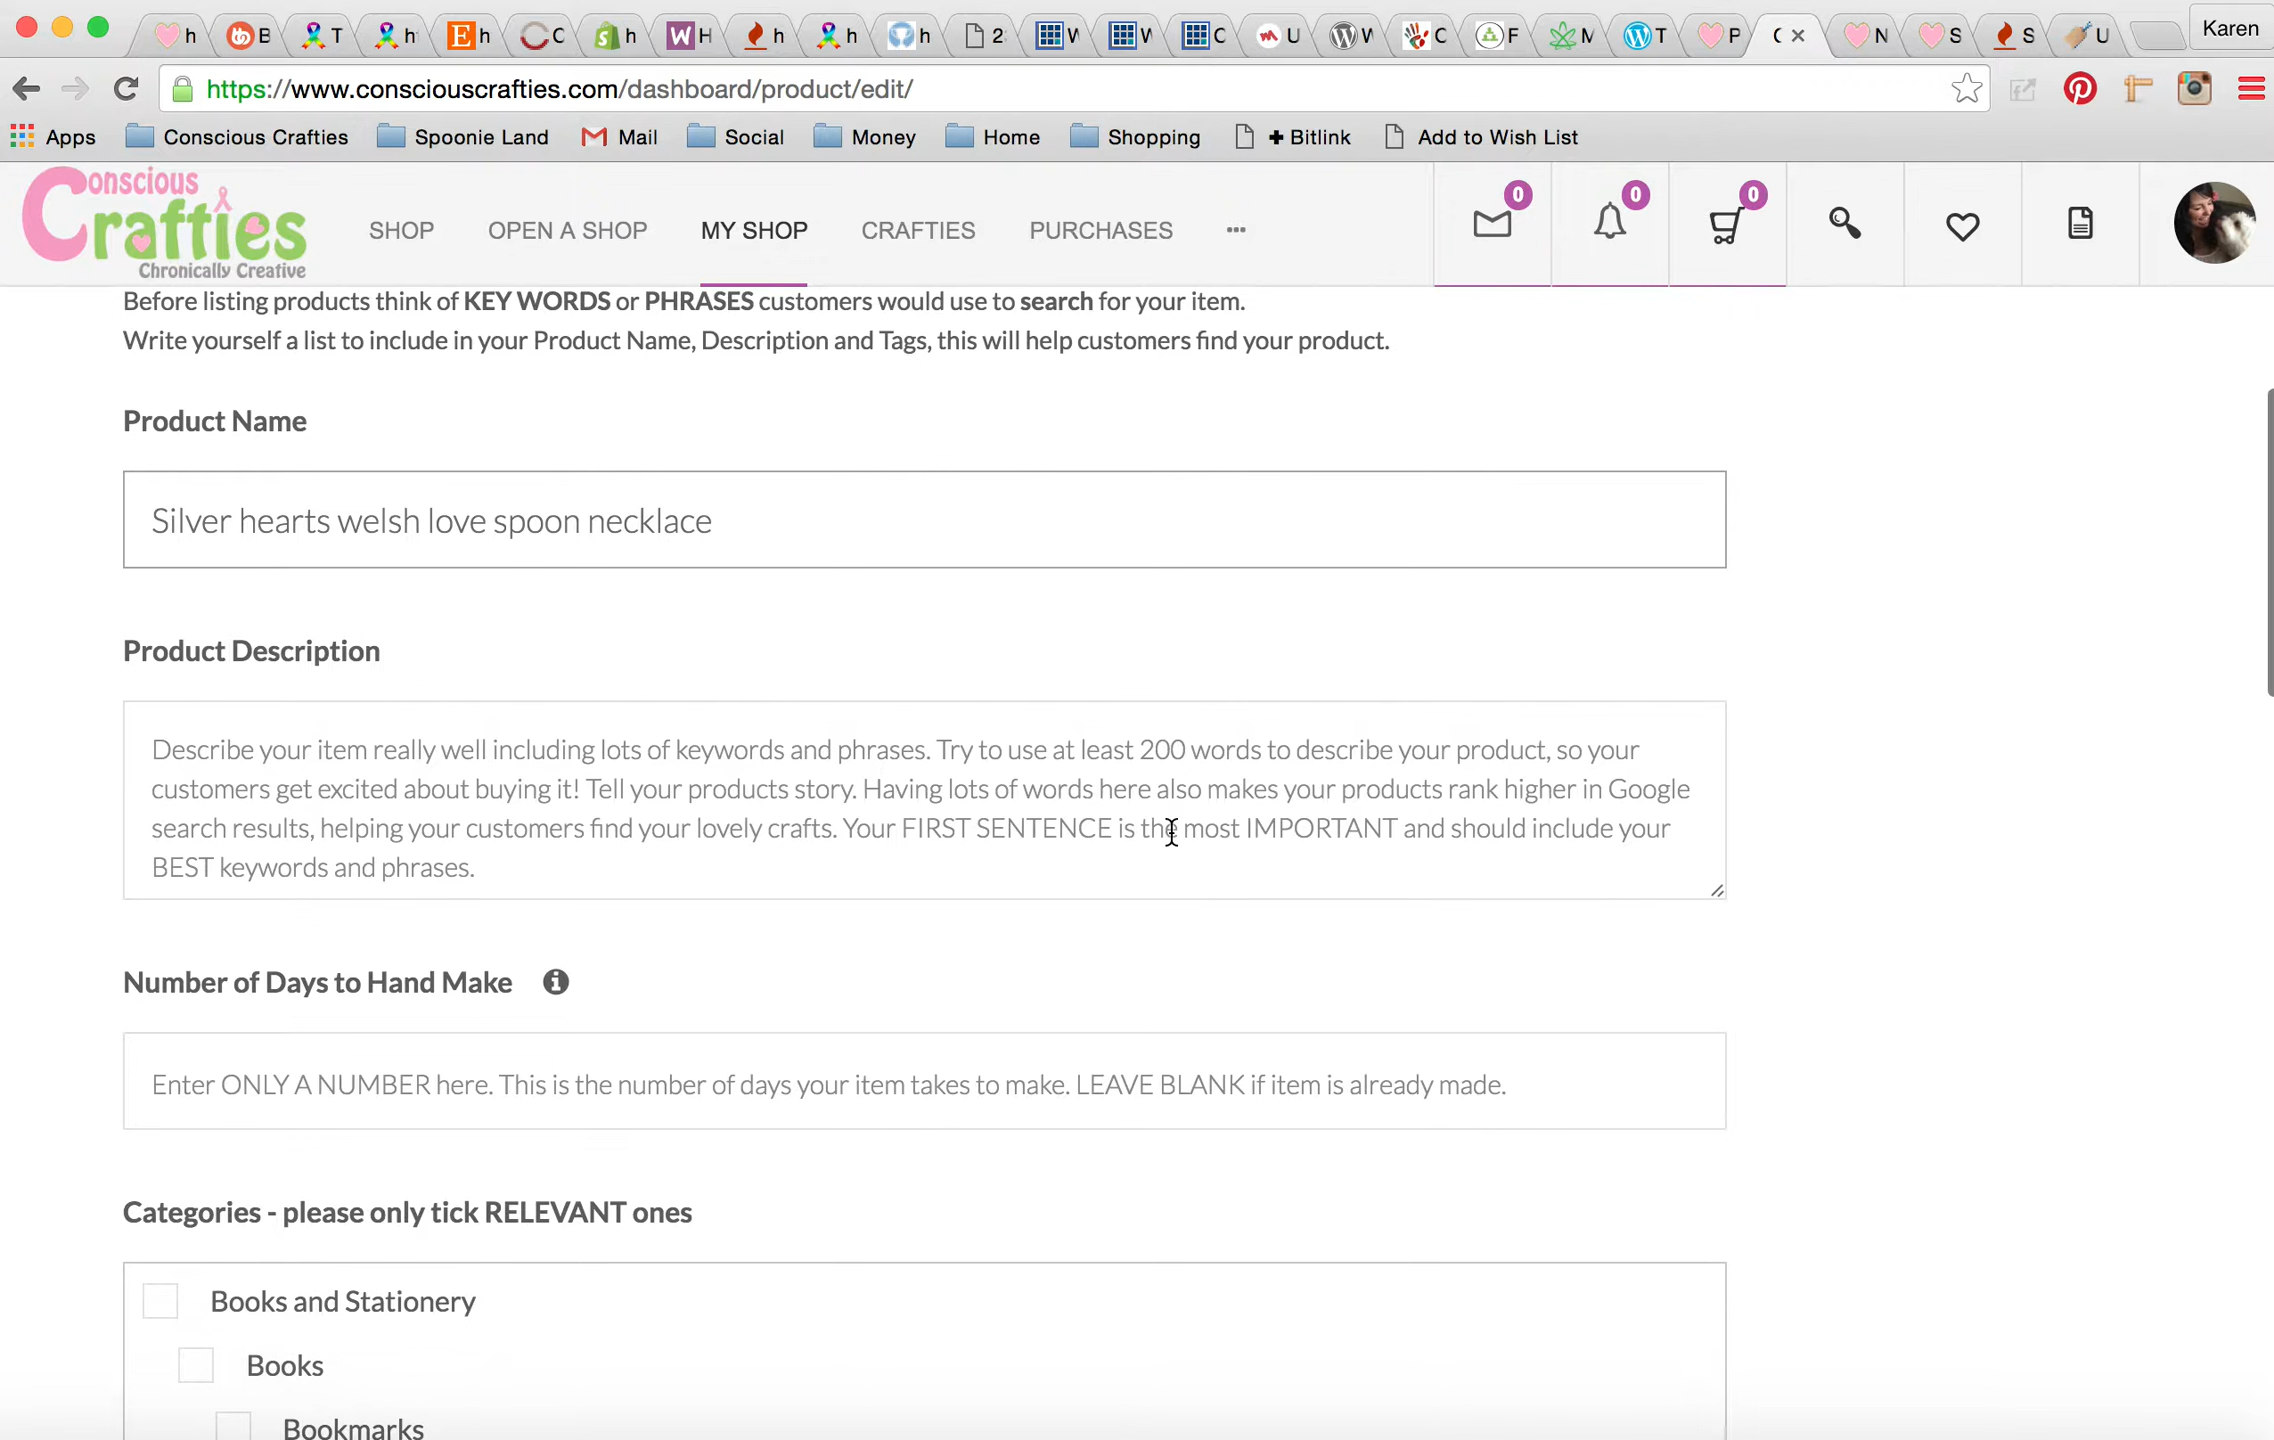 h B T h h C h W H h h h 2 W W C U W C F M T P C N S S U Karen
https://www.consciouscrafties.com/dashboard/product/edit/
Apps Conscious Crafties Spoonie Land Mail Social Money Home Shopping + Bitlink Add to Wish List
Conscious
Crafties
Chronically Creative
SHOP OPEN A SHOP MY SHOP CRAFTIES PURCHASES ... 0 0 0
Before listing products think of KEY WORDS or PHRASES customers would use to search for your item.
Write yourself a list to include in your Product Name, Description and Tags, this will help customers find your product.
Product Name
Silver hearts welsh love spoon necklace
Product Description
Describe your item really well including lots of keywords and phrases. Try to use at least 200 words to describe your product, so your
customers get excited about buying it! Tell your products story. Having lots of words here also makes your products rank higher in Google
search results, helping your customers find your lovely crafts. Your FIRST SENTENCE is the most IMPORTANT and should include your
BEST keywords and phrases.
Number of Days to Hand Make
Enter ONLY A NUMBER here. This is the number of days your item takes to make. LEAVE BLANK if item is already made.
Categories - please only tick RELEVANT ones
Books and Stationery
Books
Bookmarks